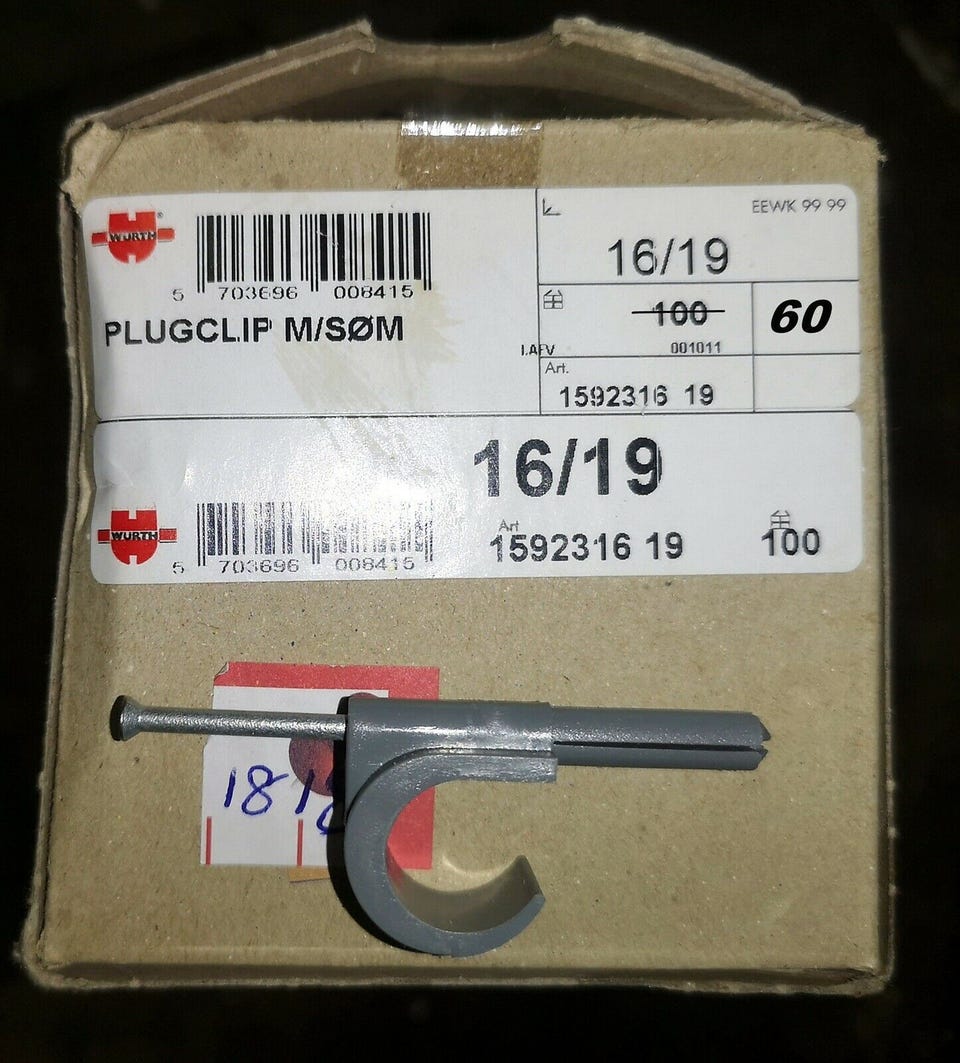 WÜRTH
5 703696 008415
PLUGCLIP M/SØM
EEWK 99 99
16/19
100
60
I.AFV 001011
Art.
1592316 19
16/19
WÜRTH
5 703696 008415
Art
1592316 19
100